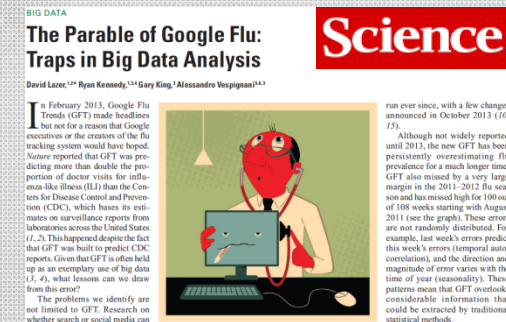 BIG DATA
The Parable of Google Flu:
Traps in Big Data Analysis
Science
David Lazer, Ryan Kennedy, Gary King, Alessandro Vespignani
In February 2013, Google Flu
Trends (GFT) made headlines
but not for a reason that Google
executives or the creators of the flu
tracking system would have hoped.
Nature reported that GFT was pre-
dicting more than double the pro-
portion of doctor visits for influ-
enza-like illness (ILI) than the Cen-
ters for Disease Control and Preven-
tion (CDC), which bases its esti-
mates on surveillance reports from
laboratories across the United States
(1, 2). This happened despite the fact
that GFT was built to predict CDC
reports. Given that GFT is often held
up as an exemplary use of big data
(3, 4), what lessons can we draw
from this error?
The problems we identify are
not limited to GFT. Research on
whether search or social media can
run ever since, with a few change
announced in October 2013 (10
15).
Although not widely reporte
until 2013, the new GFT has bee
persistently overestimating flu
prevalence for a much longer time
GFT also missed by a very larg
margin in the 2011–2012 flu sea
son and has missed high for 100 ou
of 108 weeks starting with Augus
2011 (see the graph). These error
are not randomly distributed. Fo
example, last week's errors predic
this week's errors (temporal auto
correlation), and the direction an
magnitude of error varies with th
time of year (seasonality). Thes
patterns mean that GFT overlook
considerable information tha
could be extracted by traditiona
statistical methods.